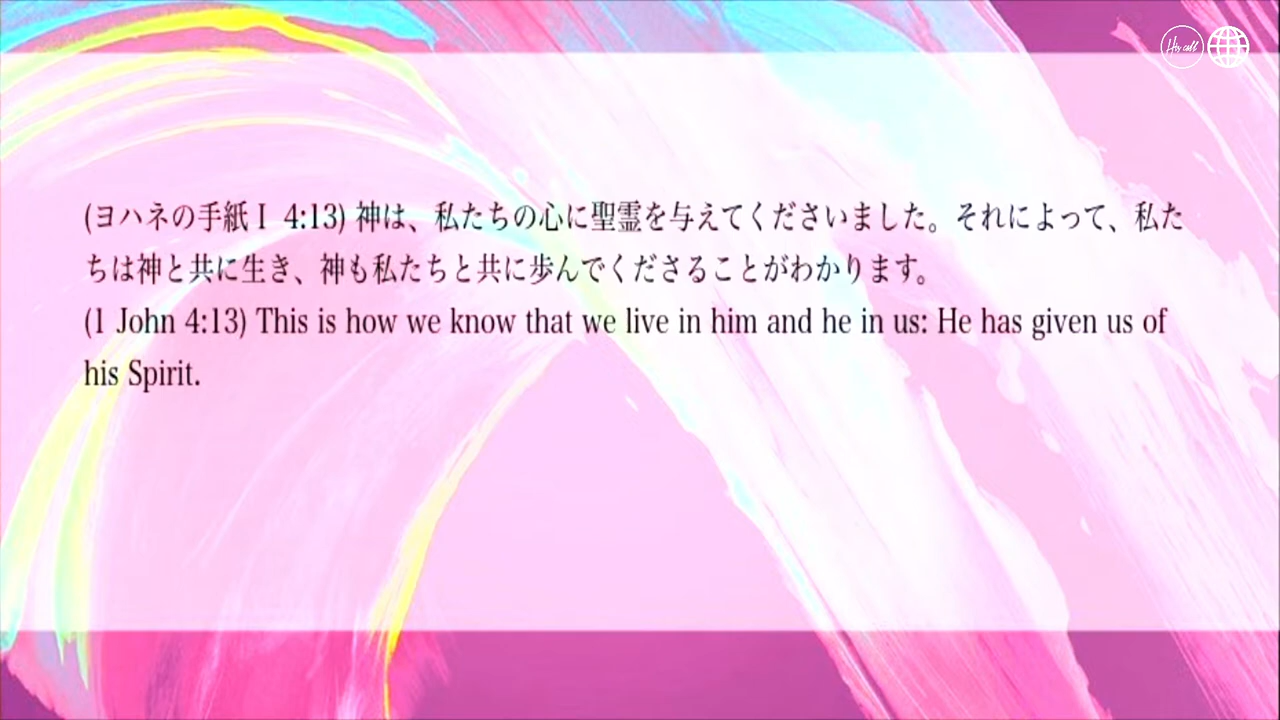 His call
(ヨハネの手紙Ⅰ 4:13) 神は、私たちの心に聖霊を与えてくださいました。それによって、私た
ちは神と共に生き、神も私たちと共に歩んでくださることがわかります。
(1 John 4:13) This is how we know that we live in him and he in us: He has given us of
his Spirit.